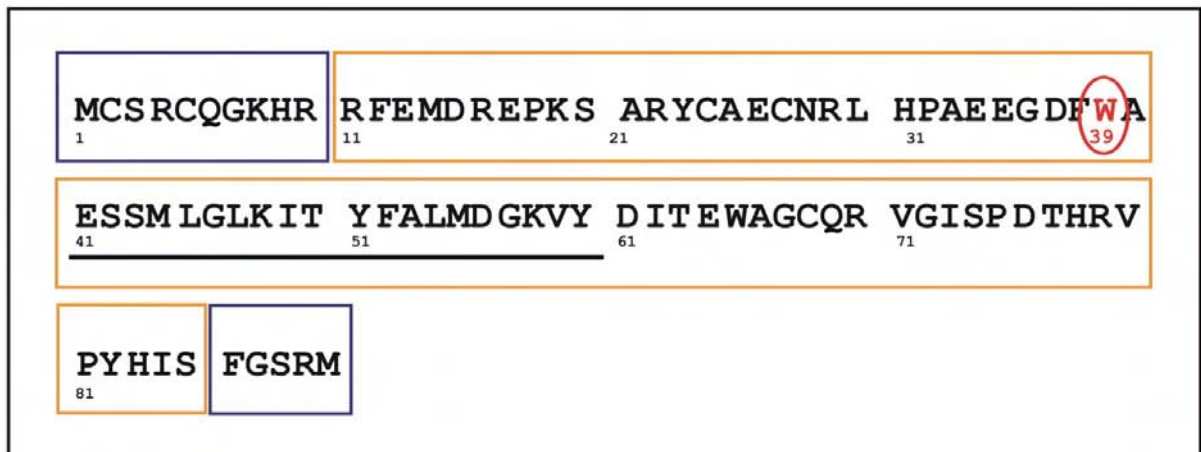 MCSRCQGKHR RFEMDREPKS ARYCAECNRL HPAEEGDFWA
1 11 21 31 39
ESSMLGLKIT YFALMDGKVY DITEWAGCQR VGISPDTHRV
41 51 61 71
PYHIS FGSRM
81